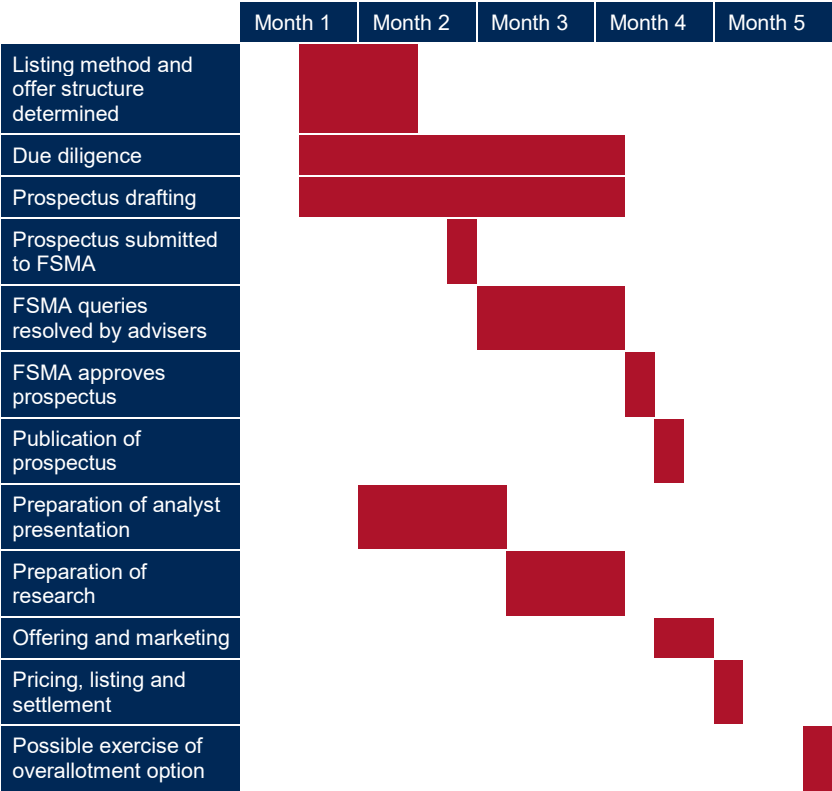 Month 1
Month 2
Month 3
Month 4
Month 5
Listing method and
offer structure
determined
Due diligence
Prospectus drafting
Prospectus submitted
to FSMA
FSMA queries
resolved by advisers
FSMA approves
prospectus
Publication of
prospectus
Preparation of analyst
presentation
Preparation of
research
Offering and marketing
Pricing, listing and
settlement
Possible exercise of
overallotment option